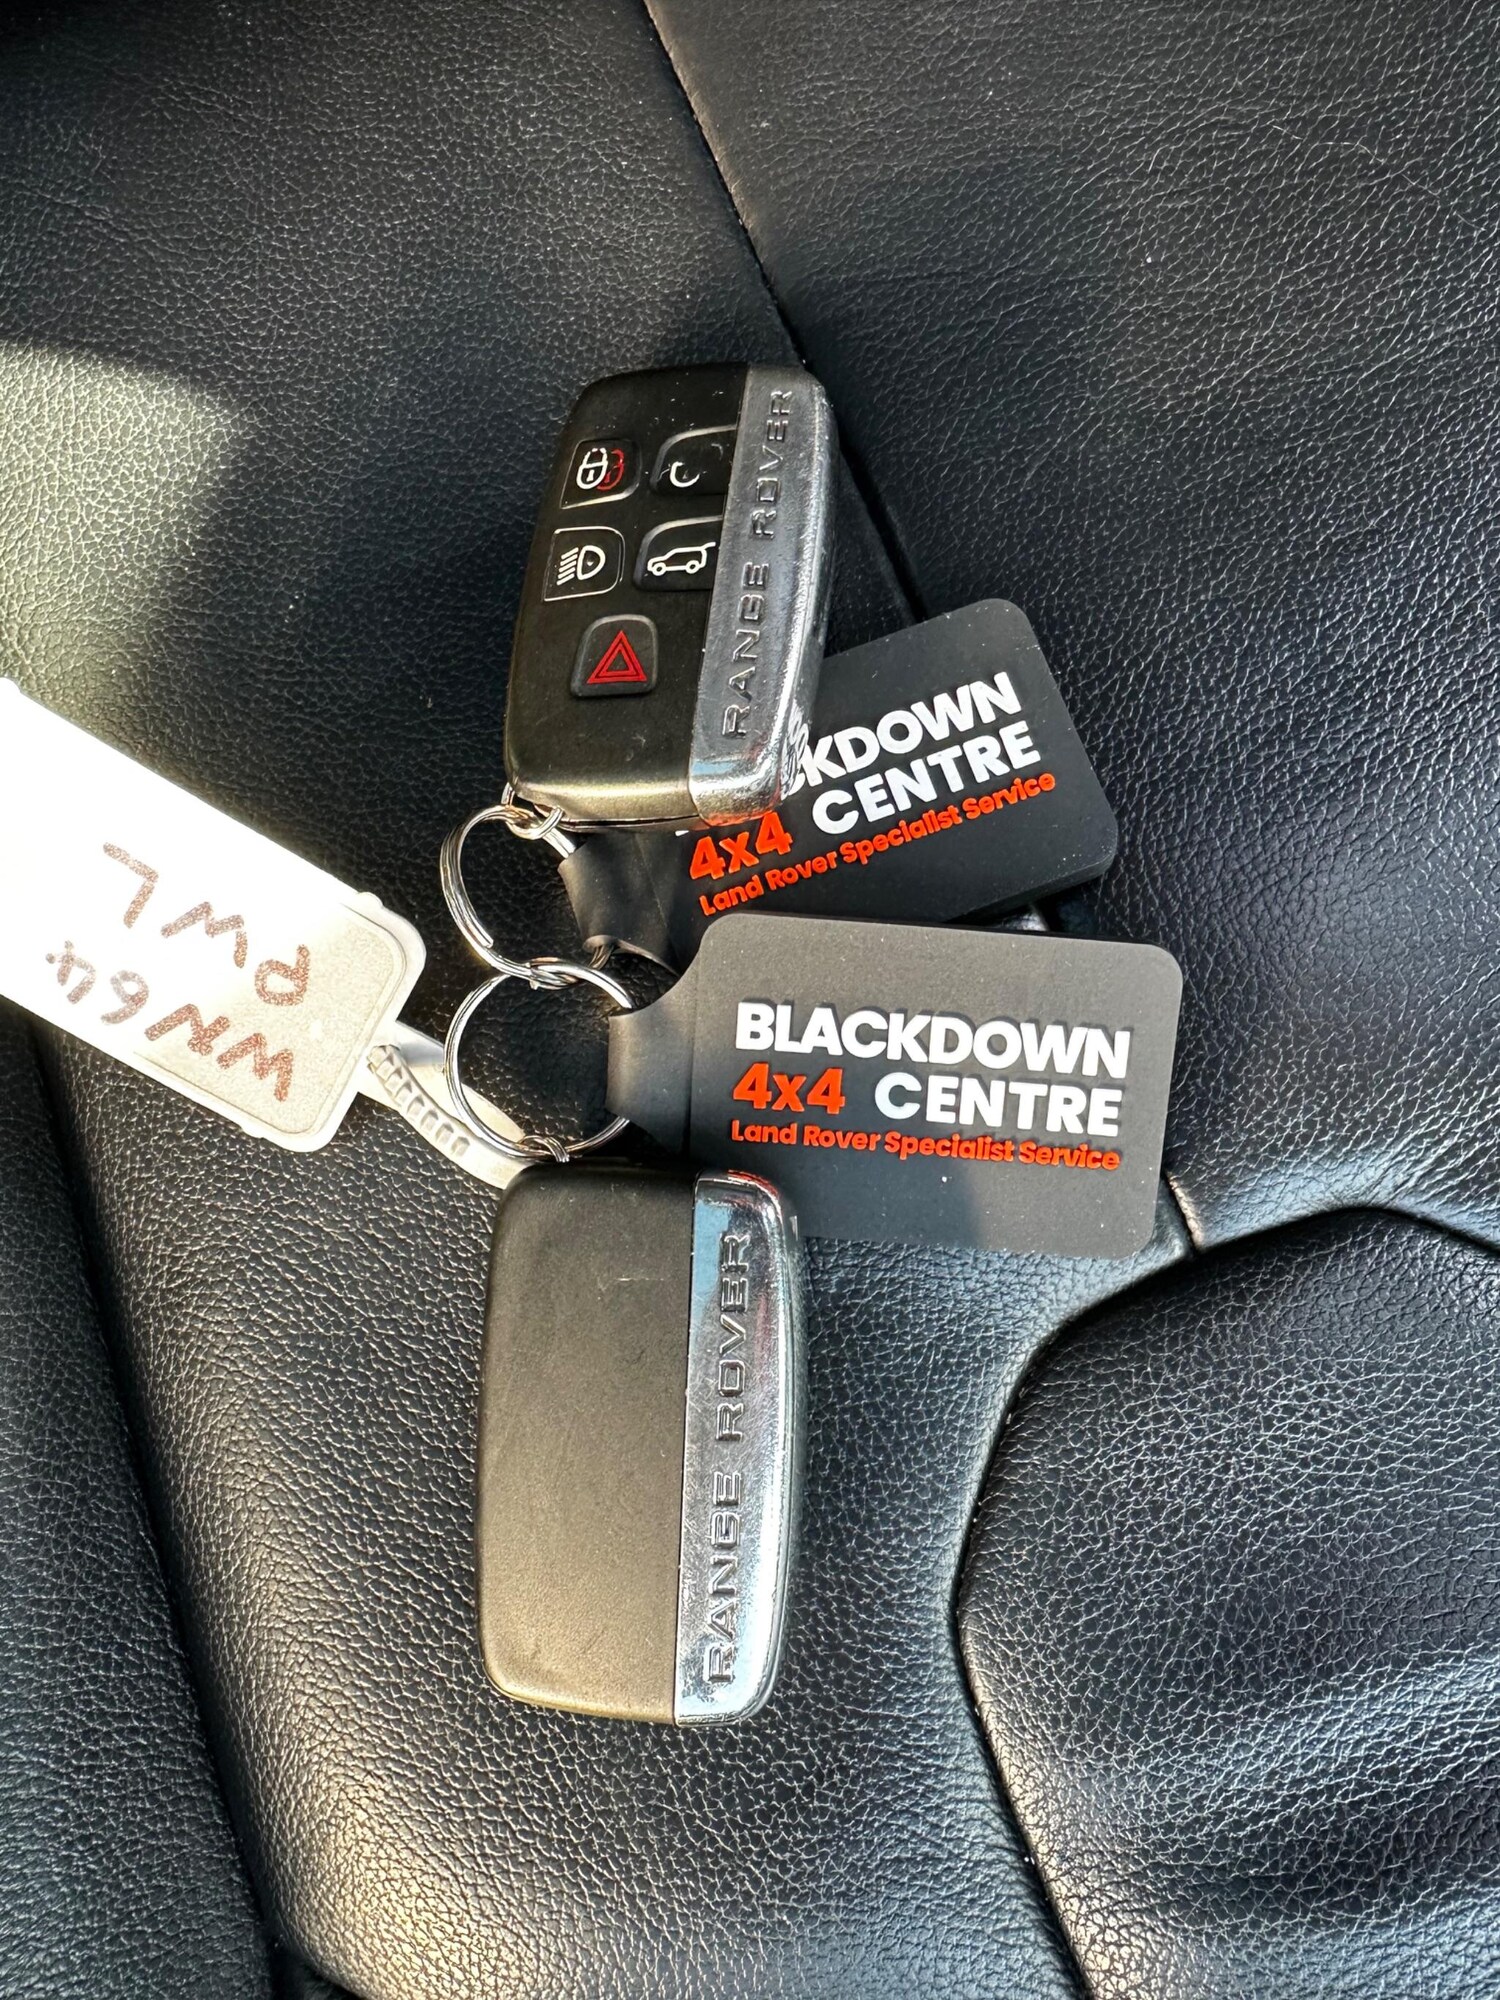 RANGE ROVER
KDOWN
4x4 CENTRE
Land Rover Specialist Service
BLACKDOWN
4x4 CENTRE
Land Rover Specialist Service
WN64
PWL
RANGE ROVER